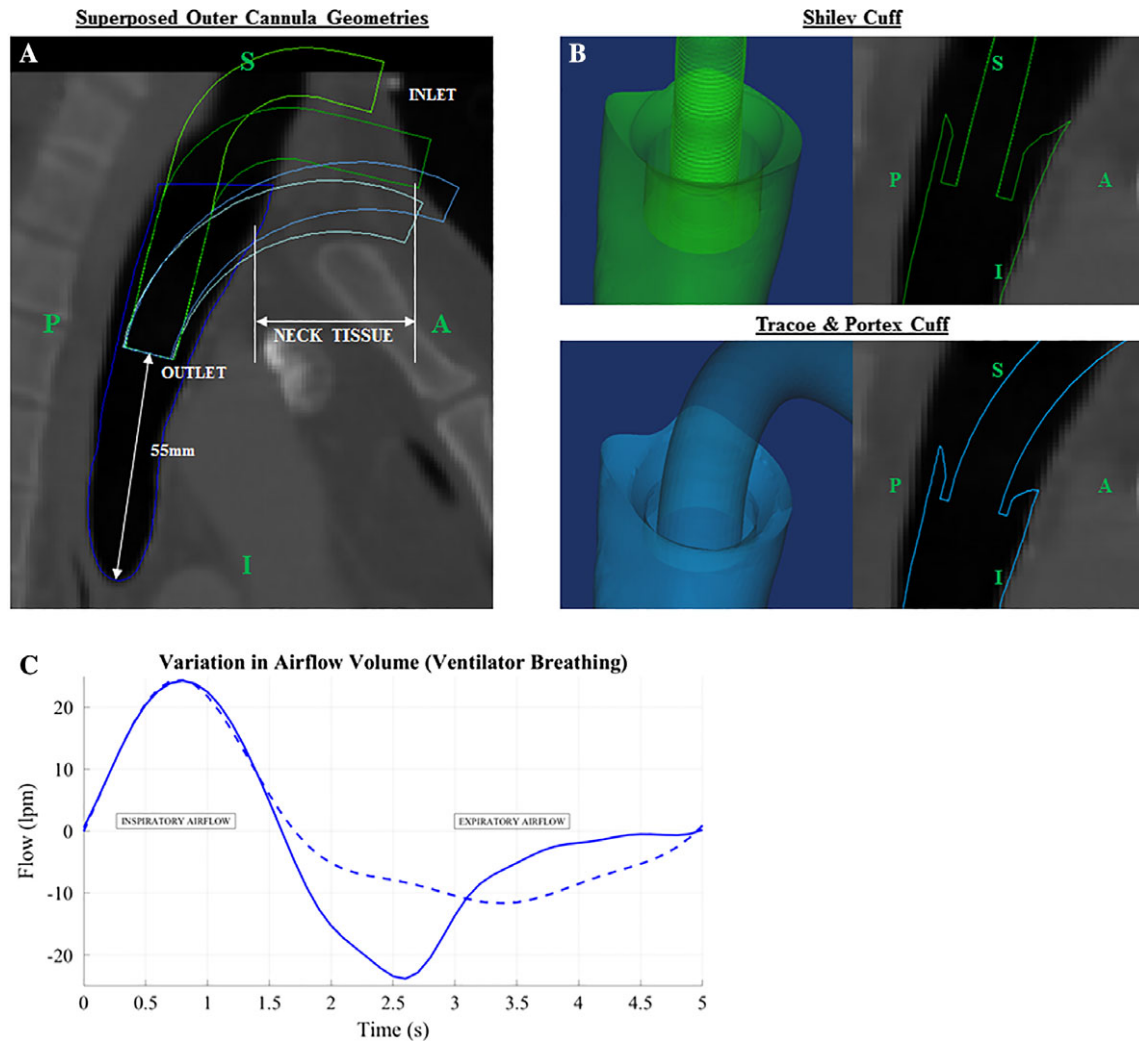 Superposed Outer Cannula Geometries
A
S
INLET
P
A
NECK TISSUE
OUTLET
55mm
I
Shiley Cuff
B
S
P
A
I
Tracoe & Portex Cuff
S
P
A
I
C
Variation in Airflow Volume (Ventilator Breathing)
Flow (lpm)
20
10
0
-10
-20
INSPIRATORY AIRFLOW
EXPIRATORY AIRFLOW
0 0.5 1 1.5 2 2.5 3 3.5 4 4.5 5
Time (s)